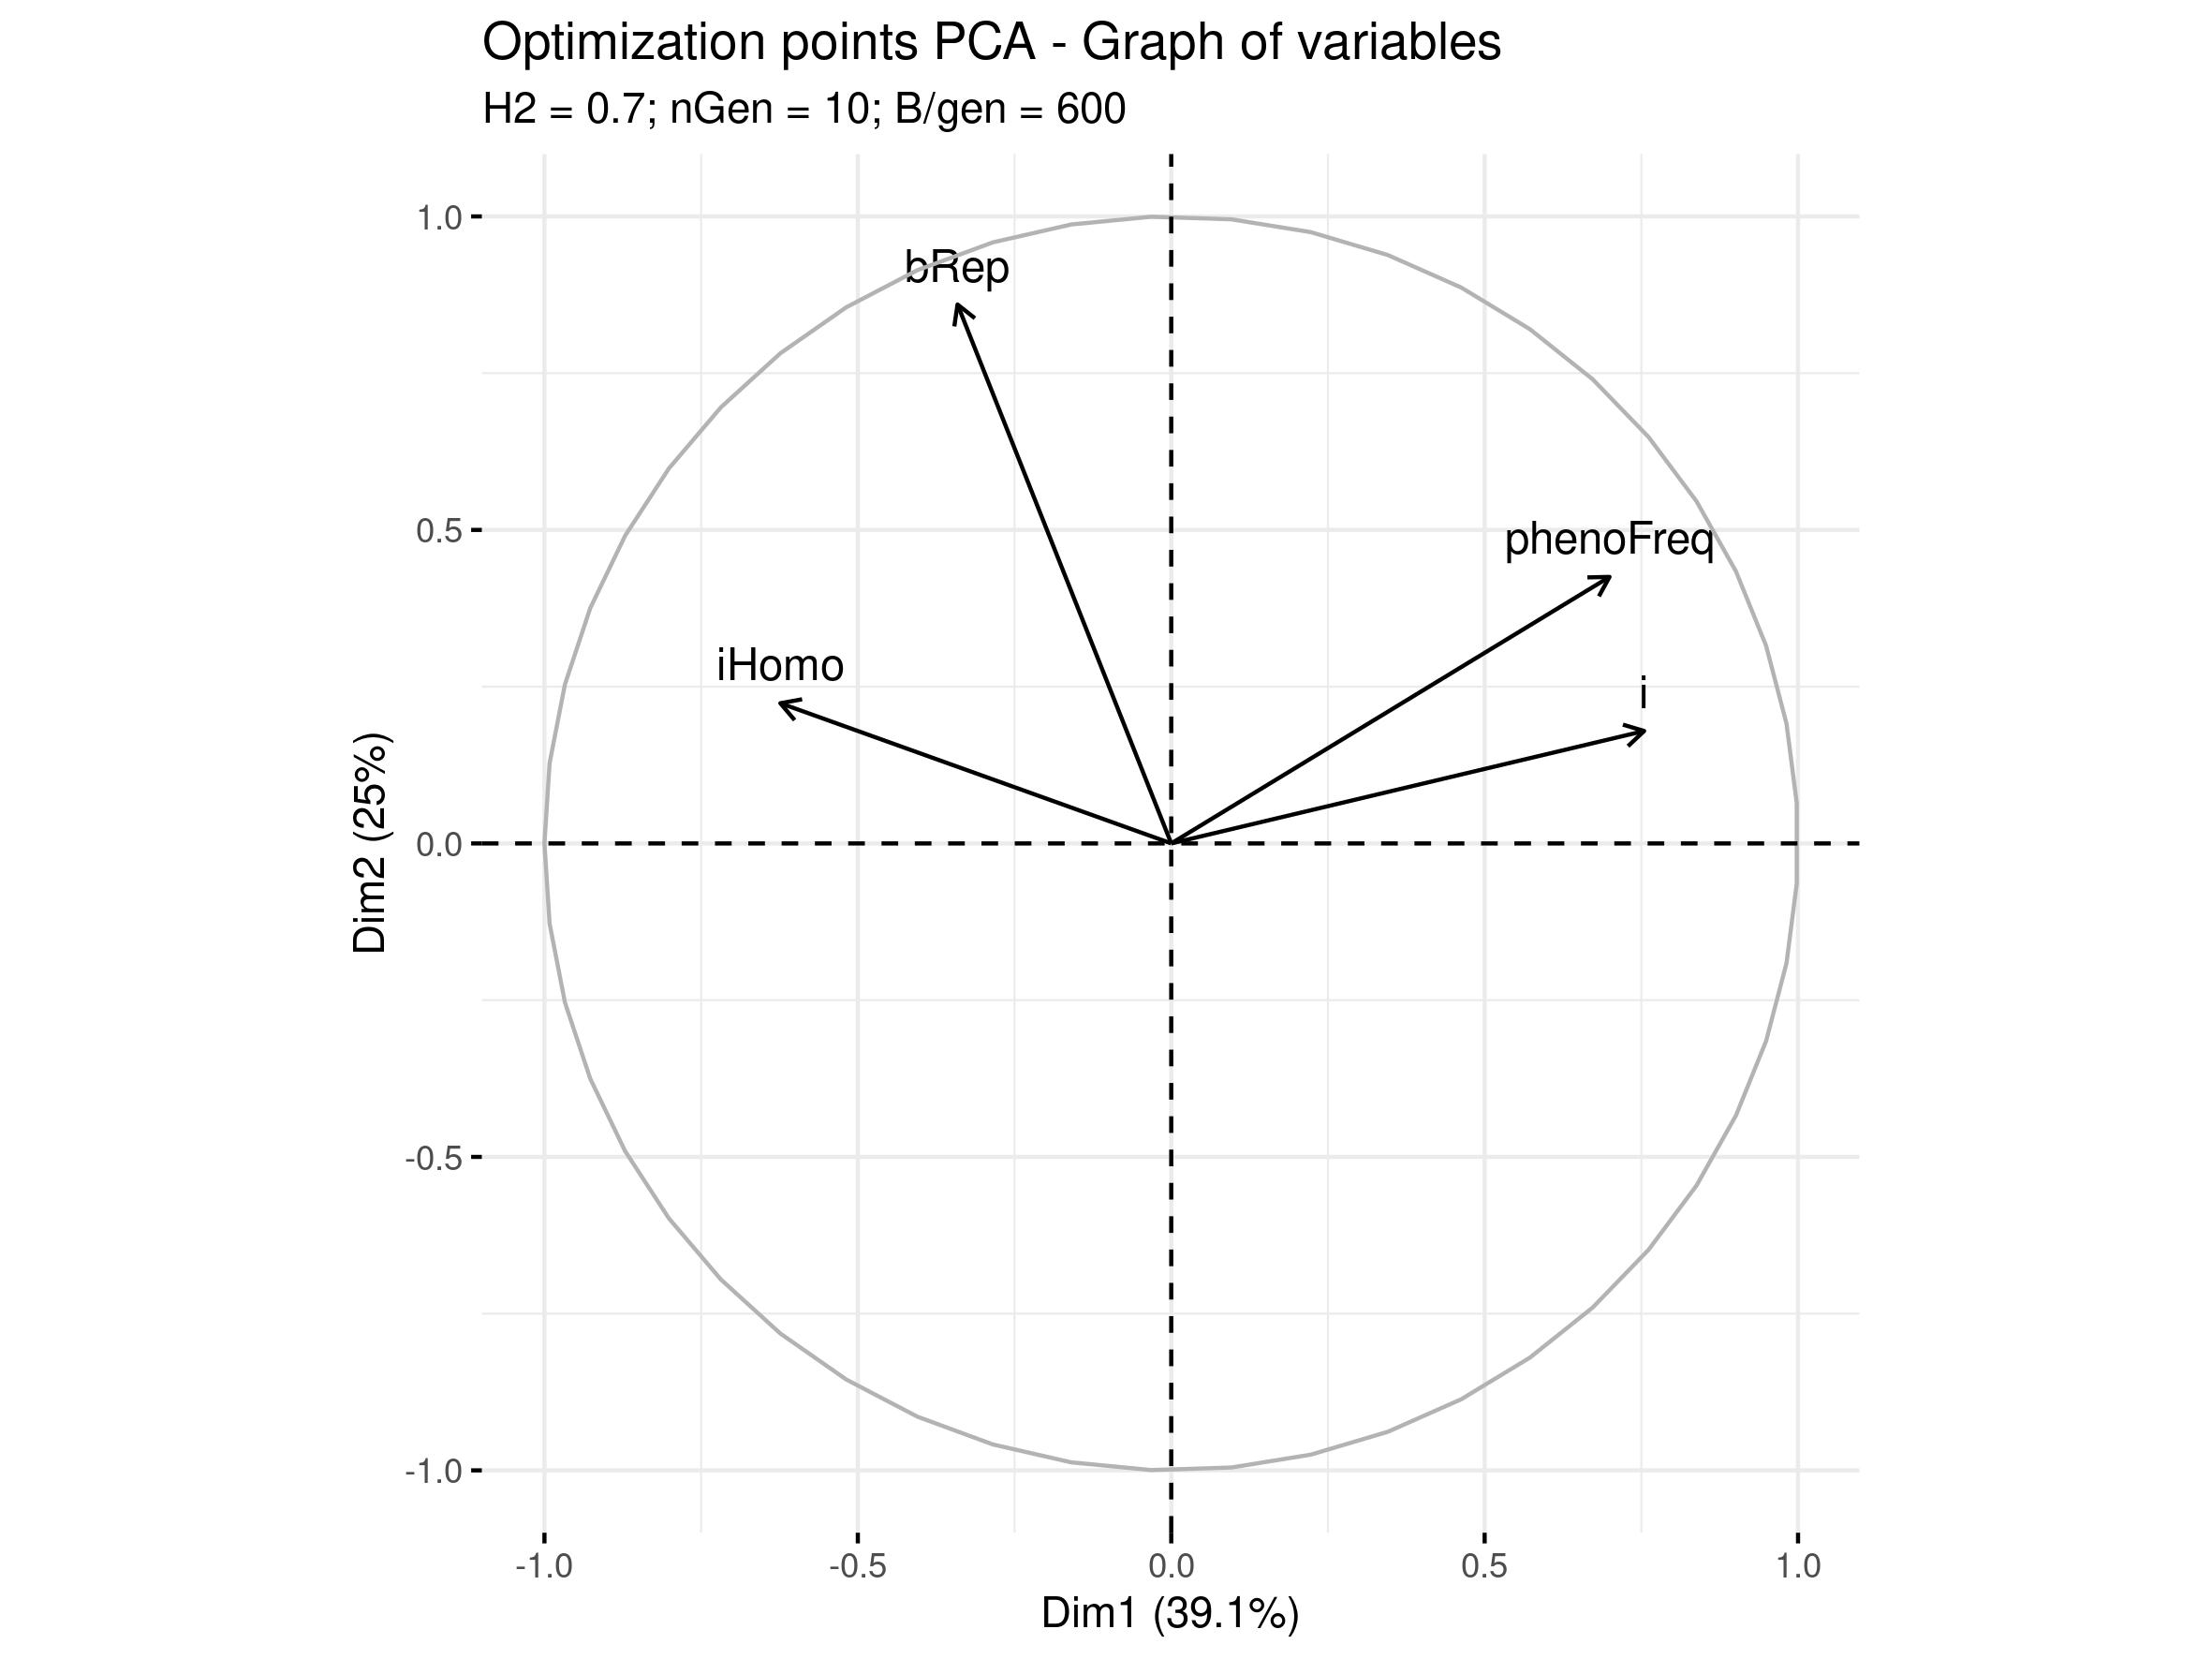 Optimization points PCA - Graph of variables
H2 = 0.7; nGen = 10; B/gen = 600
1.0
bRep
0.5
phenoFreq
iHomo
i
Dim2 (25%)
0.0
-0.5
-1.0
-1.0
-0.5
0.0
0.5
1.0
Dim1 (39.1%)